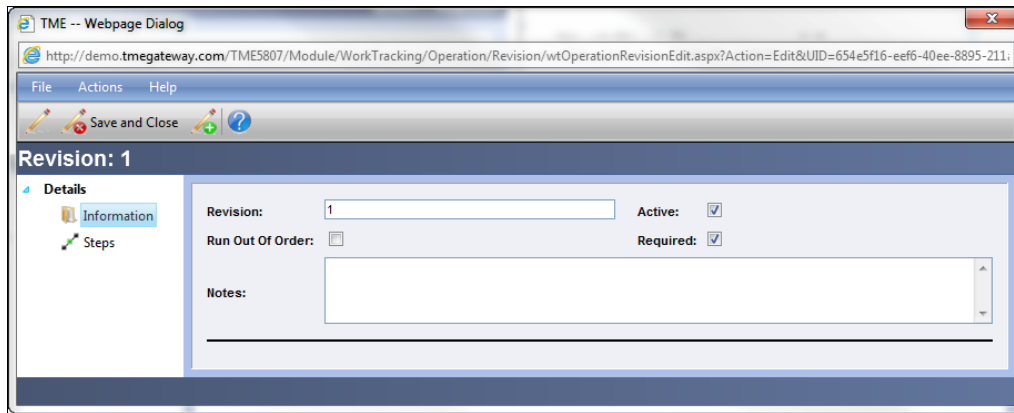 TME -- Webpage Dialog
http://demo.tmegateway.com/TME5807/Module/WorkTracking/Operation/Revision/wtOperationRevisionEdit.aspx?Action=Edit&UID=654e5f16-eef6-40ee-8895-211
File Actions Help
Save and Close
Revision: 1
Details
Information
Steps
Revision: 1 Active:
Run Out Of Order: Required:
Notes: